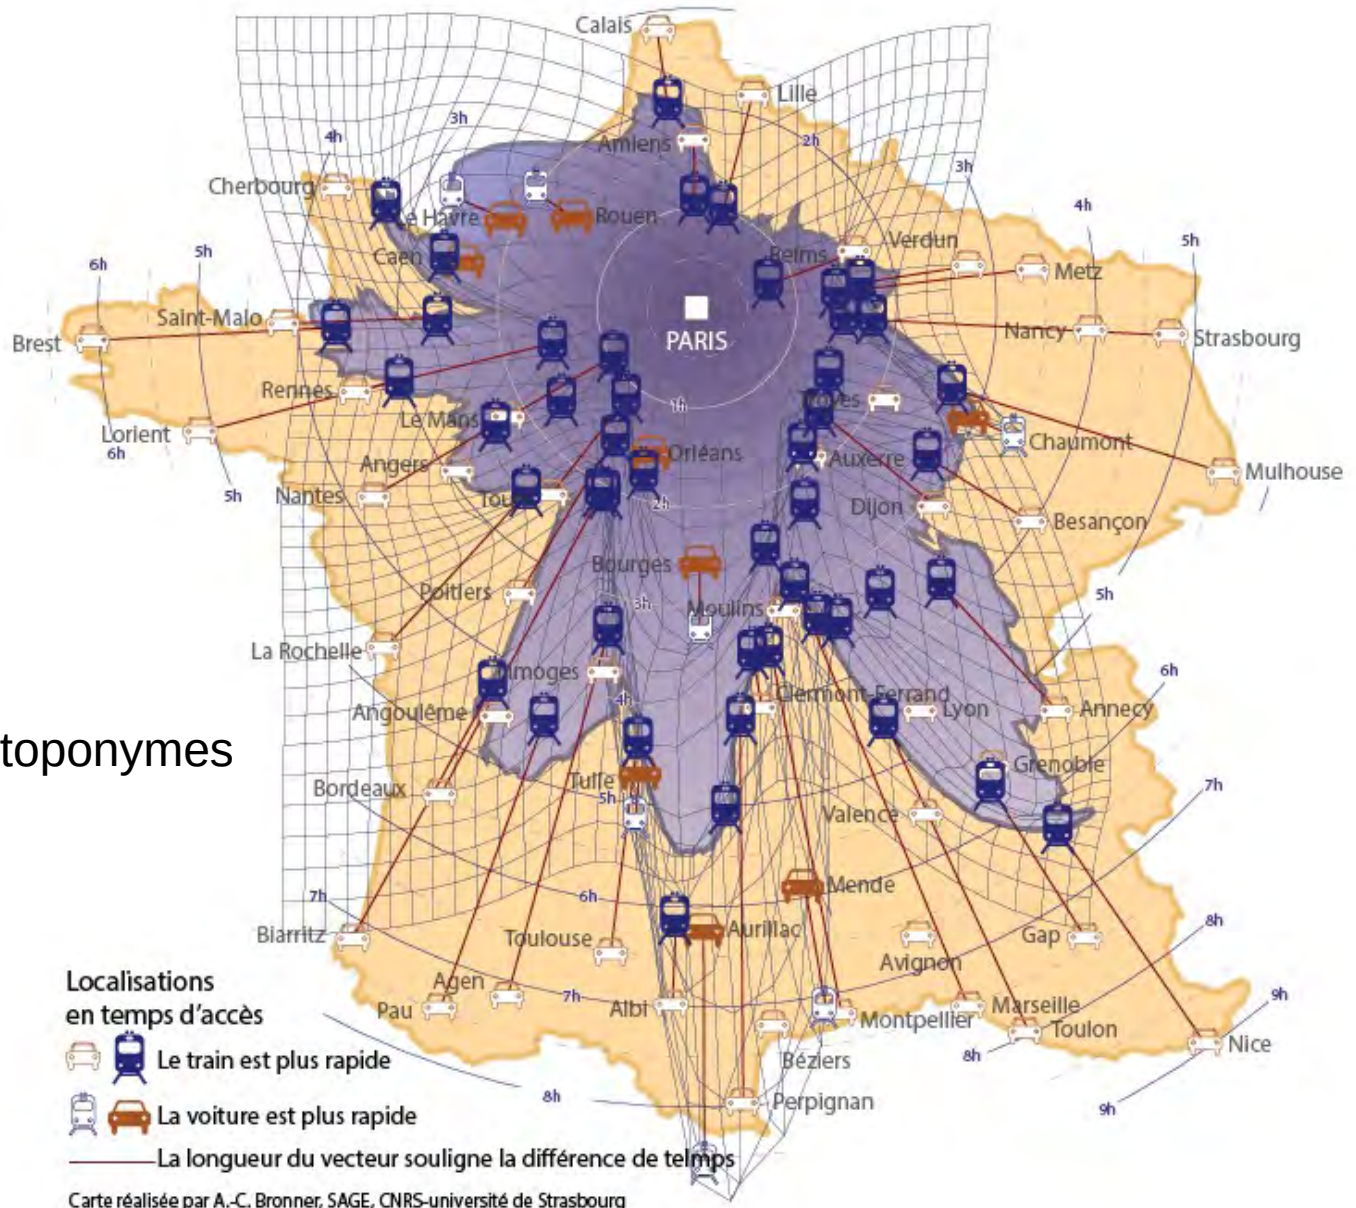 Calais
Lille
4h
3h
2h
Amiens
3h
Cherbourg
Le Havre
Rouen
4h
Caen
Reims
Verdun
5h
5h
6h
Metz
Saint-Malo
Brest
PARIS
Nancy
Strasbourg
Rennes
Le Mans
1h
Troyes
Lorient
6h
Orléans
Auxerre
Chaumont
Angers
Mulhouse
Nantes
5h
2h
Dijon
Besançon
Bourges
Poitiers
3h
Moulins
5h
La Rochelle
Limoges
6h
4h
Clermont-Ferrand
Angoulême
Lyon
Annecy
toponymes
Grenoble
Bordeaux
Tulle
5h
Valence
7h
7h
6h
Mende
Biarritz
Toulouse
Aurillac
Gap
8h
Avignon
Agen
7h
Pau
Albi
Montpellier
Marseille
Toulon
9h
8h
Nice
Béziers
8h
Perpignan
9h
Localisations
en temps d'accès
Le train est plus rapide
La voiture est plus rapide
La longueur du vecteur souligne la différence de telmps
Carte réalisée par A.-C. Bronner, SAGE, CNRS-université de Strasbourg